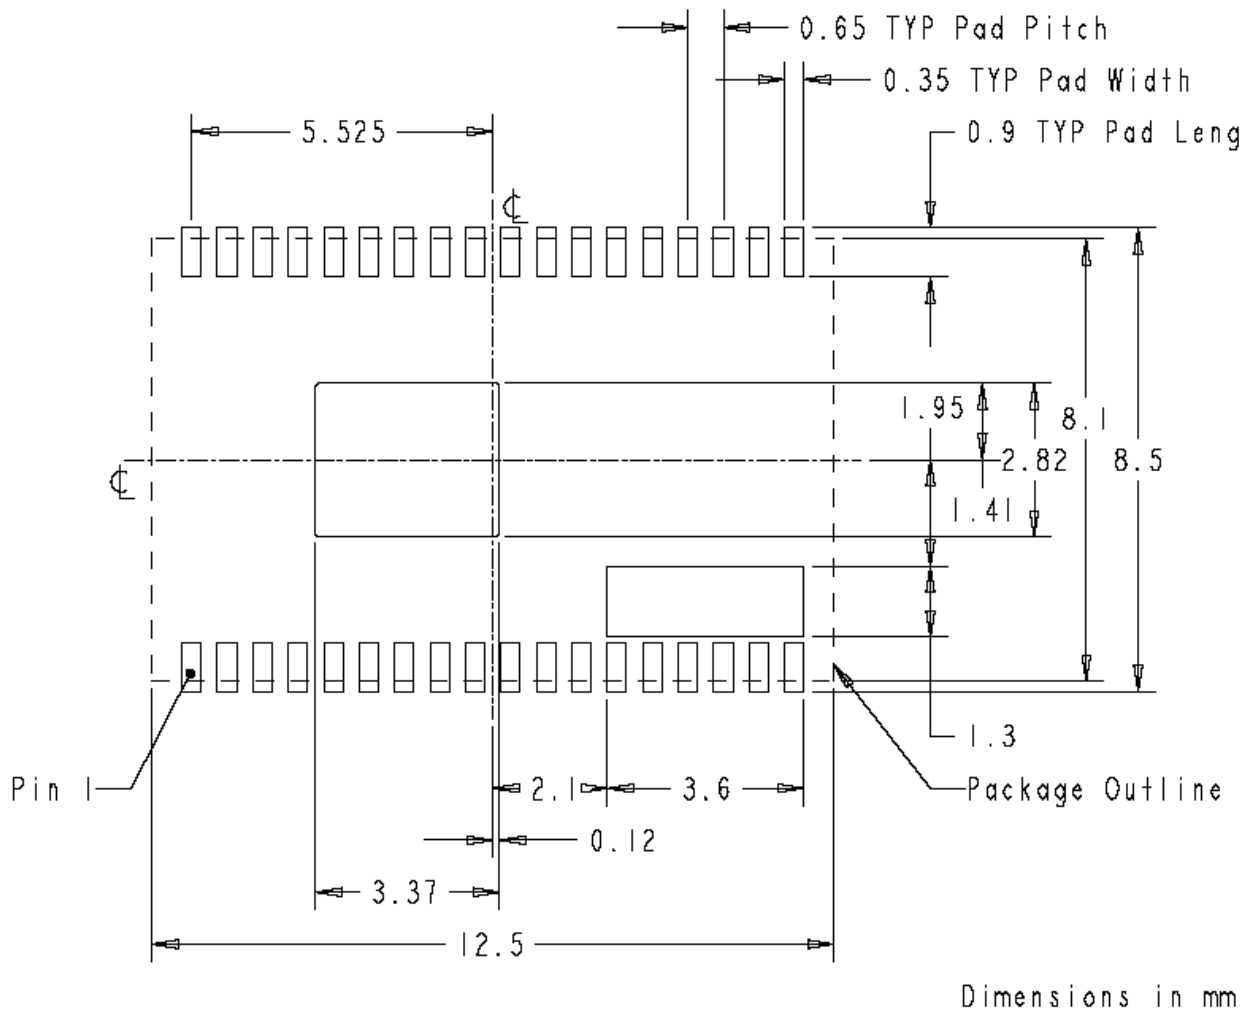 0.65 TYP Pad Pitch
0.35 TYP Pad Width
5.525
0.9 TYP Pad Leng
℄
1.95
8.1
℄
2.82
8.5
1.41
1.3
Pin 1
2.1
3.6
Package Outline
0.12
3.37
12.5
Dimensions in mm